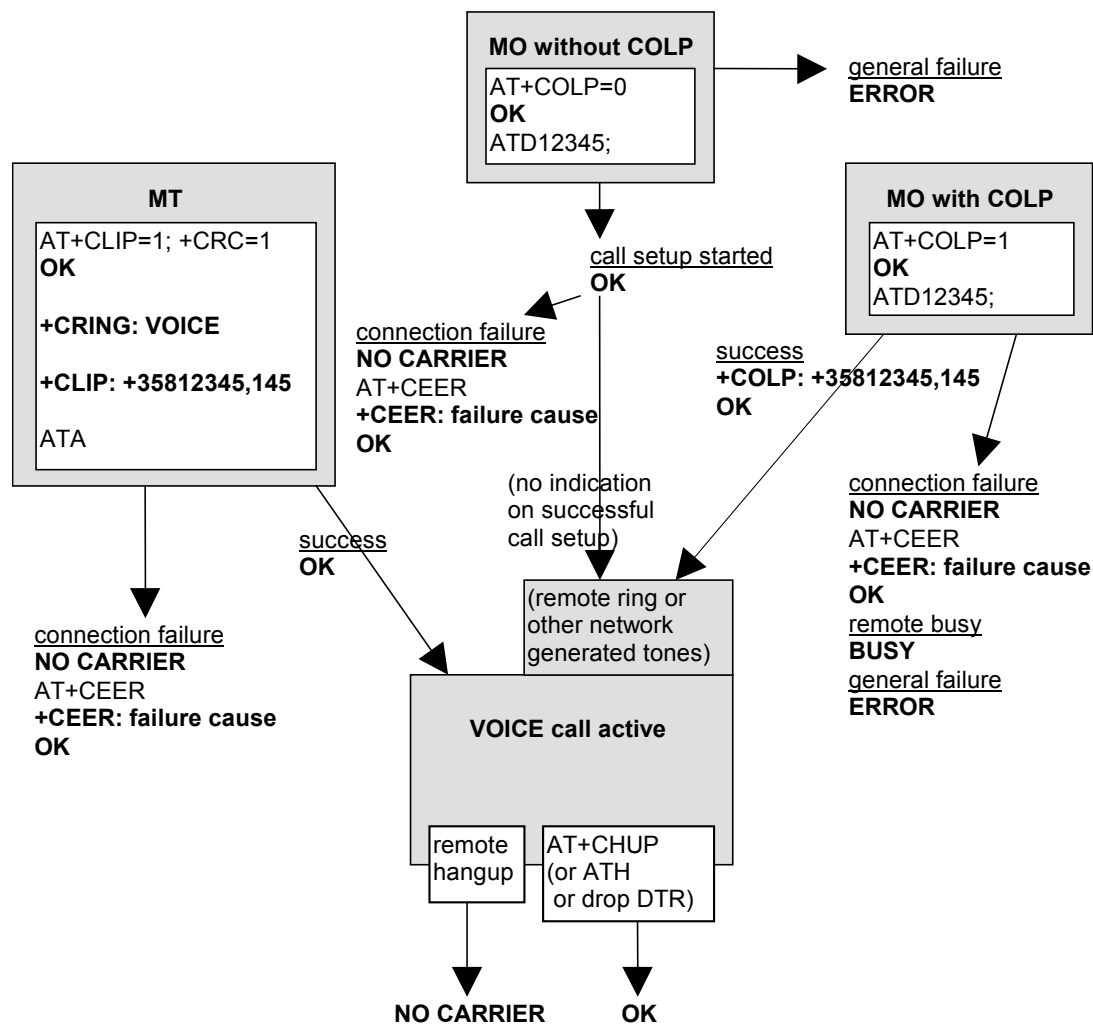 MO without COLP
AT+COLP=0
OK
ATD12345;
general failure
ERROR
MT
AT+CLIP=1; +CRC=1
OK
+CRING: VOICE
+CLIP: +35812345,145
ATA
MO with COLP
AT+COLP=1
OK
ATD12345;
call setup started
OK
connection failure
NO CARRIER
AT+CEER
+CEER: failure cause
OK
success
+COLP: +35812345,145
OK
(no indication
on successful
call setup)
success
OK
connection failure
NO CARRIER
AT+CEER
+CEER: failure cause
OK
remote busy
BUSY
general failure
ERROR
connection failure
NO CARRIER
AT+CEER
+CEER: failure cause
OK
(remote ring or
other network
generated tones)
VOICE call active
remote
hangup
AT+CHUP
(or ATH
or drop DTR)
NO CARRIER
OK